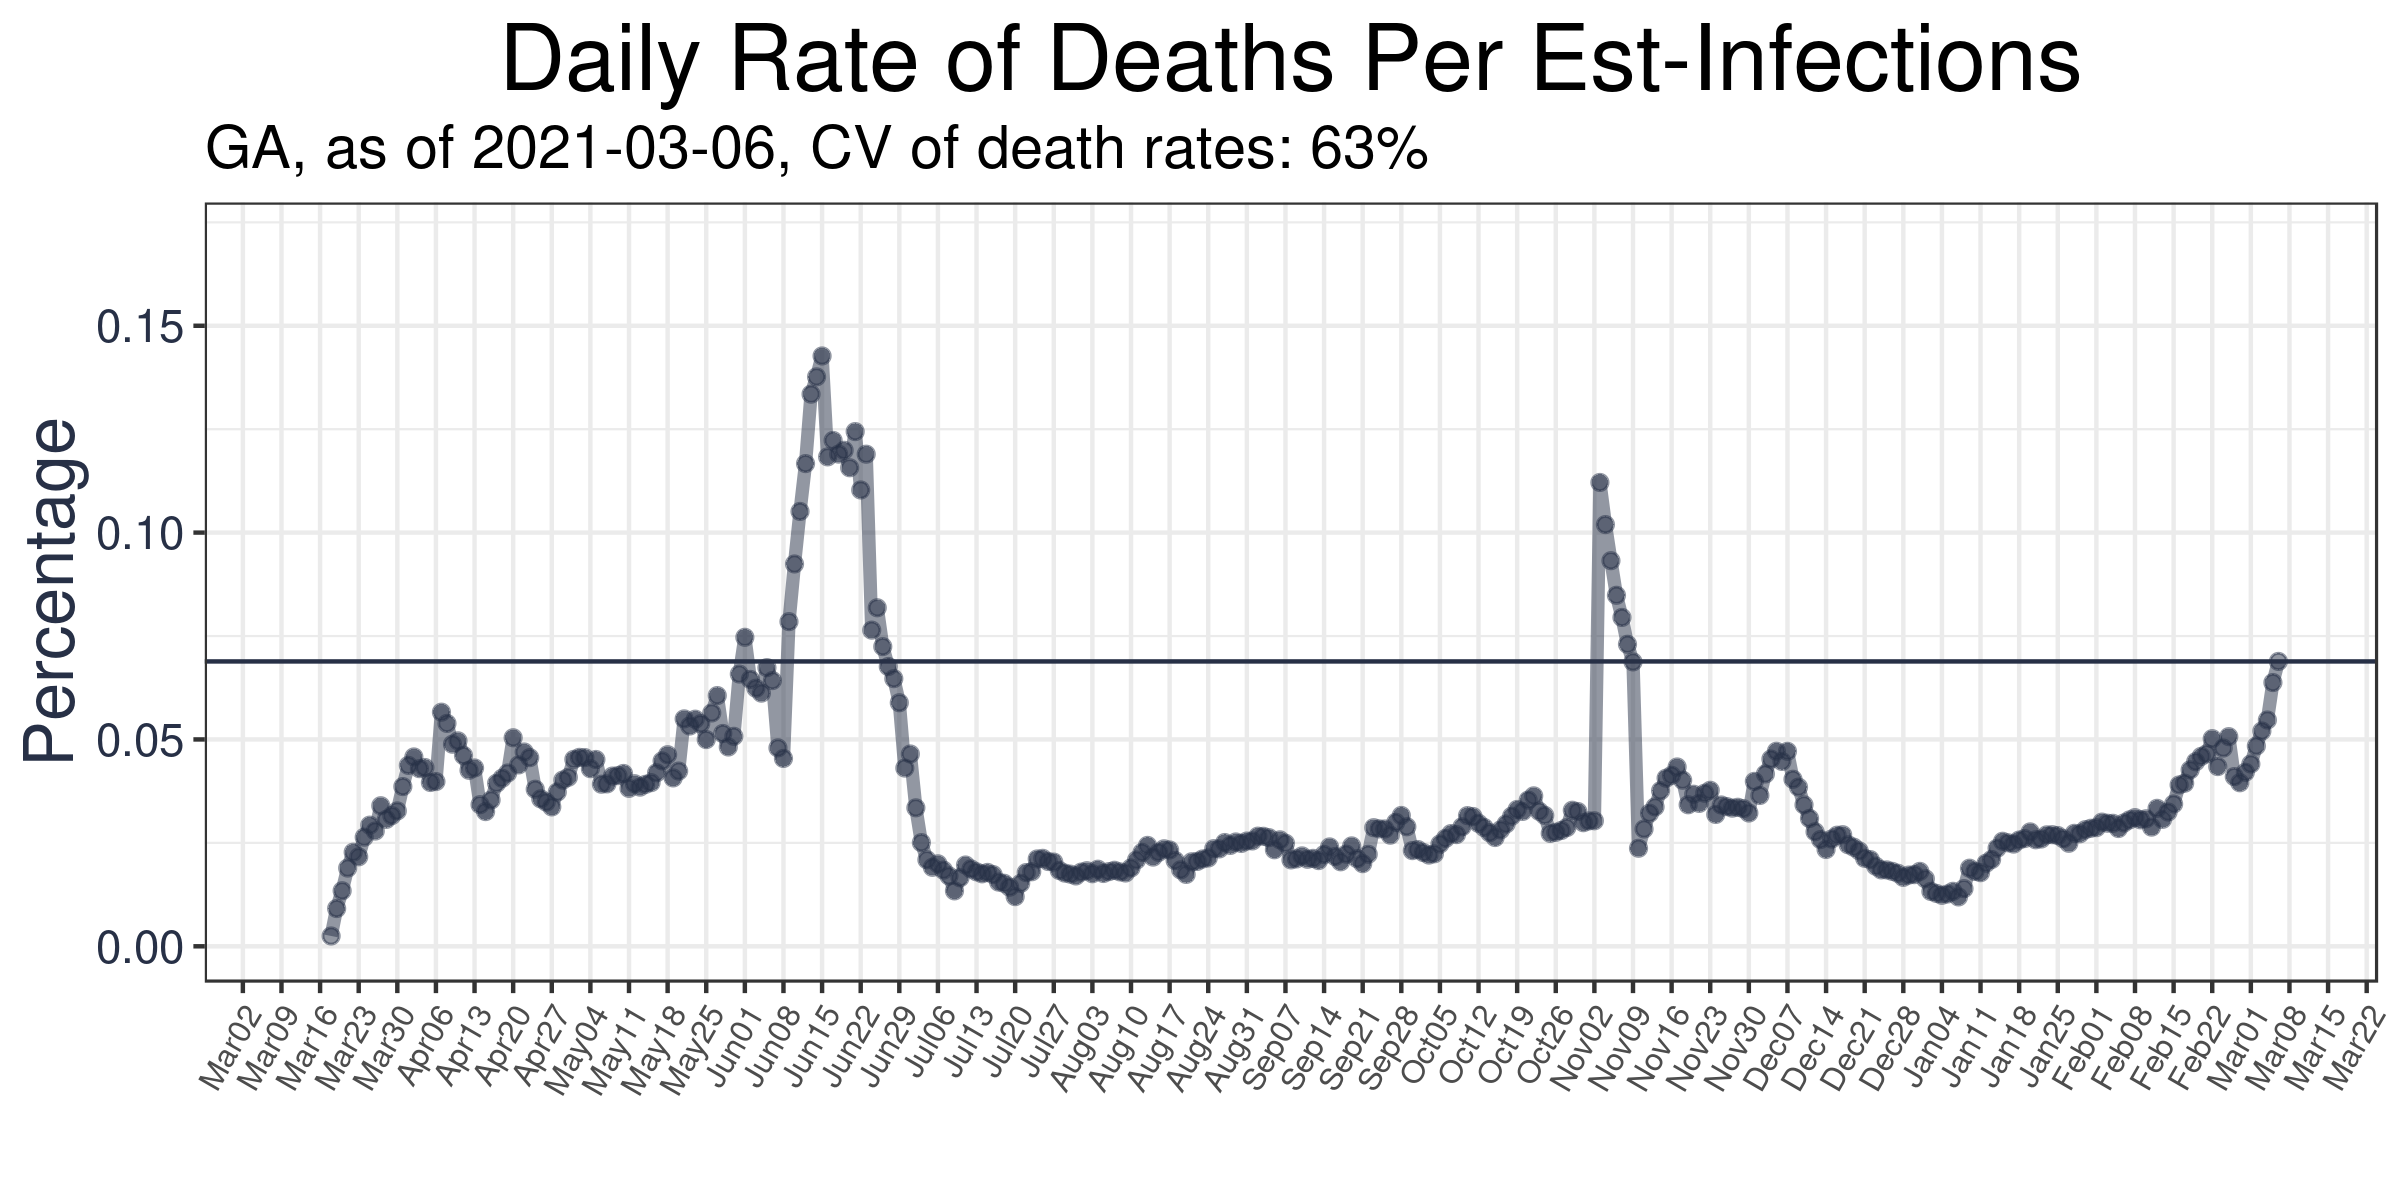 Daily Rate of Deaths Per Est-Infections
GA, as of 2021-03-06, CV of death rates: 63%
Percentage
0.15
0.10
0.05
0.00
Mar02 Mar09 Mar16 Mar23 Mar30 Apr06 Apr13 Apr20 Apr27 May04 May11 May18 May25 Jun01 Jun08 Jun15 Jun22 Jun29 Jul06 Jul13 Jul20 Jul27 Aug03 Aug10 Aug17 Aug24 Aug31 Sep07 Sep14 Sep21 Sep28 Oct05 Oct12 Oct19 Oct26 Nov02 Nov09 Nov16 Nov23 Nov30 Dec07 Dec14 Dec21 Dec28 Jan04 Jan11 Jan18 Jan25 Feb01 Feb08 Feb15 Feb22 Mar01 Mar08 Mar15 Mar22